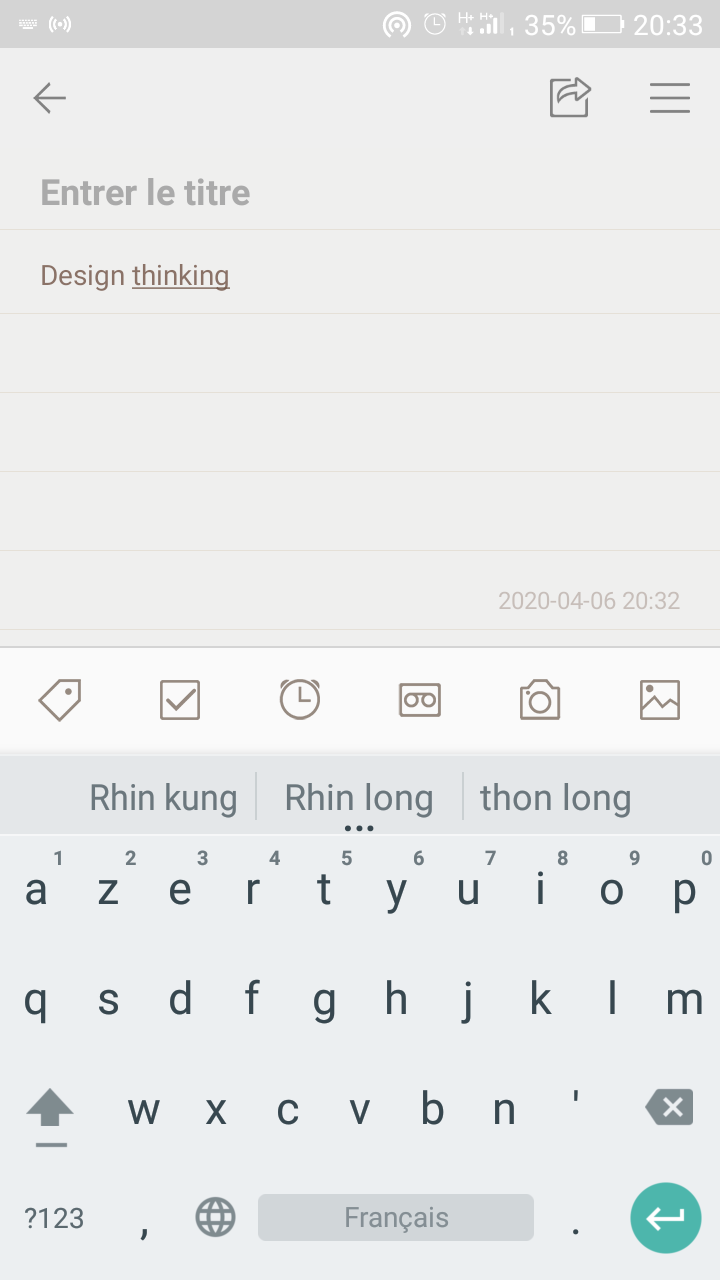 35% 20:33
Entrer le titre
Design thinking
2020-04-06 20:32
Rhin kung Rhin long thon long
1 2 3 4 5 6 7 8 9 0
a z e r t y u i o p
q s d f g h j k l m
w x c v b n '
?123 , Français .